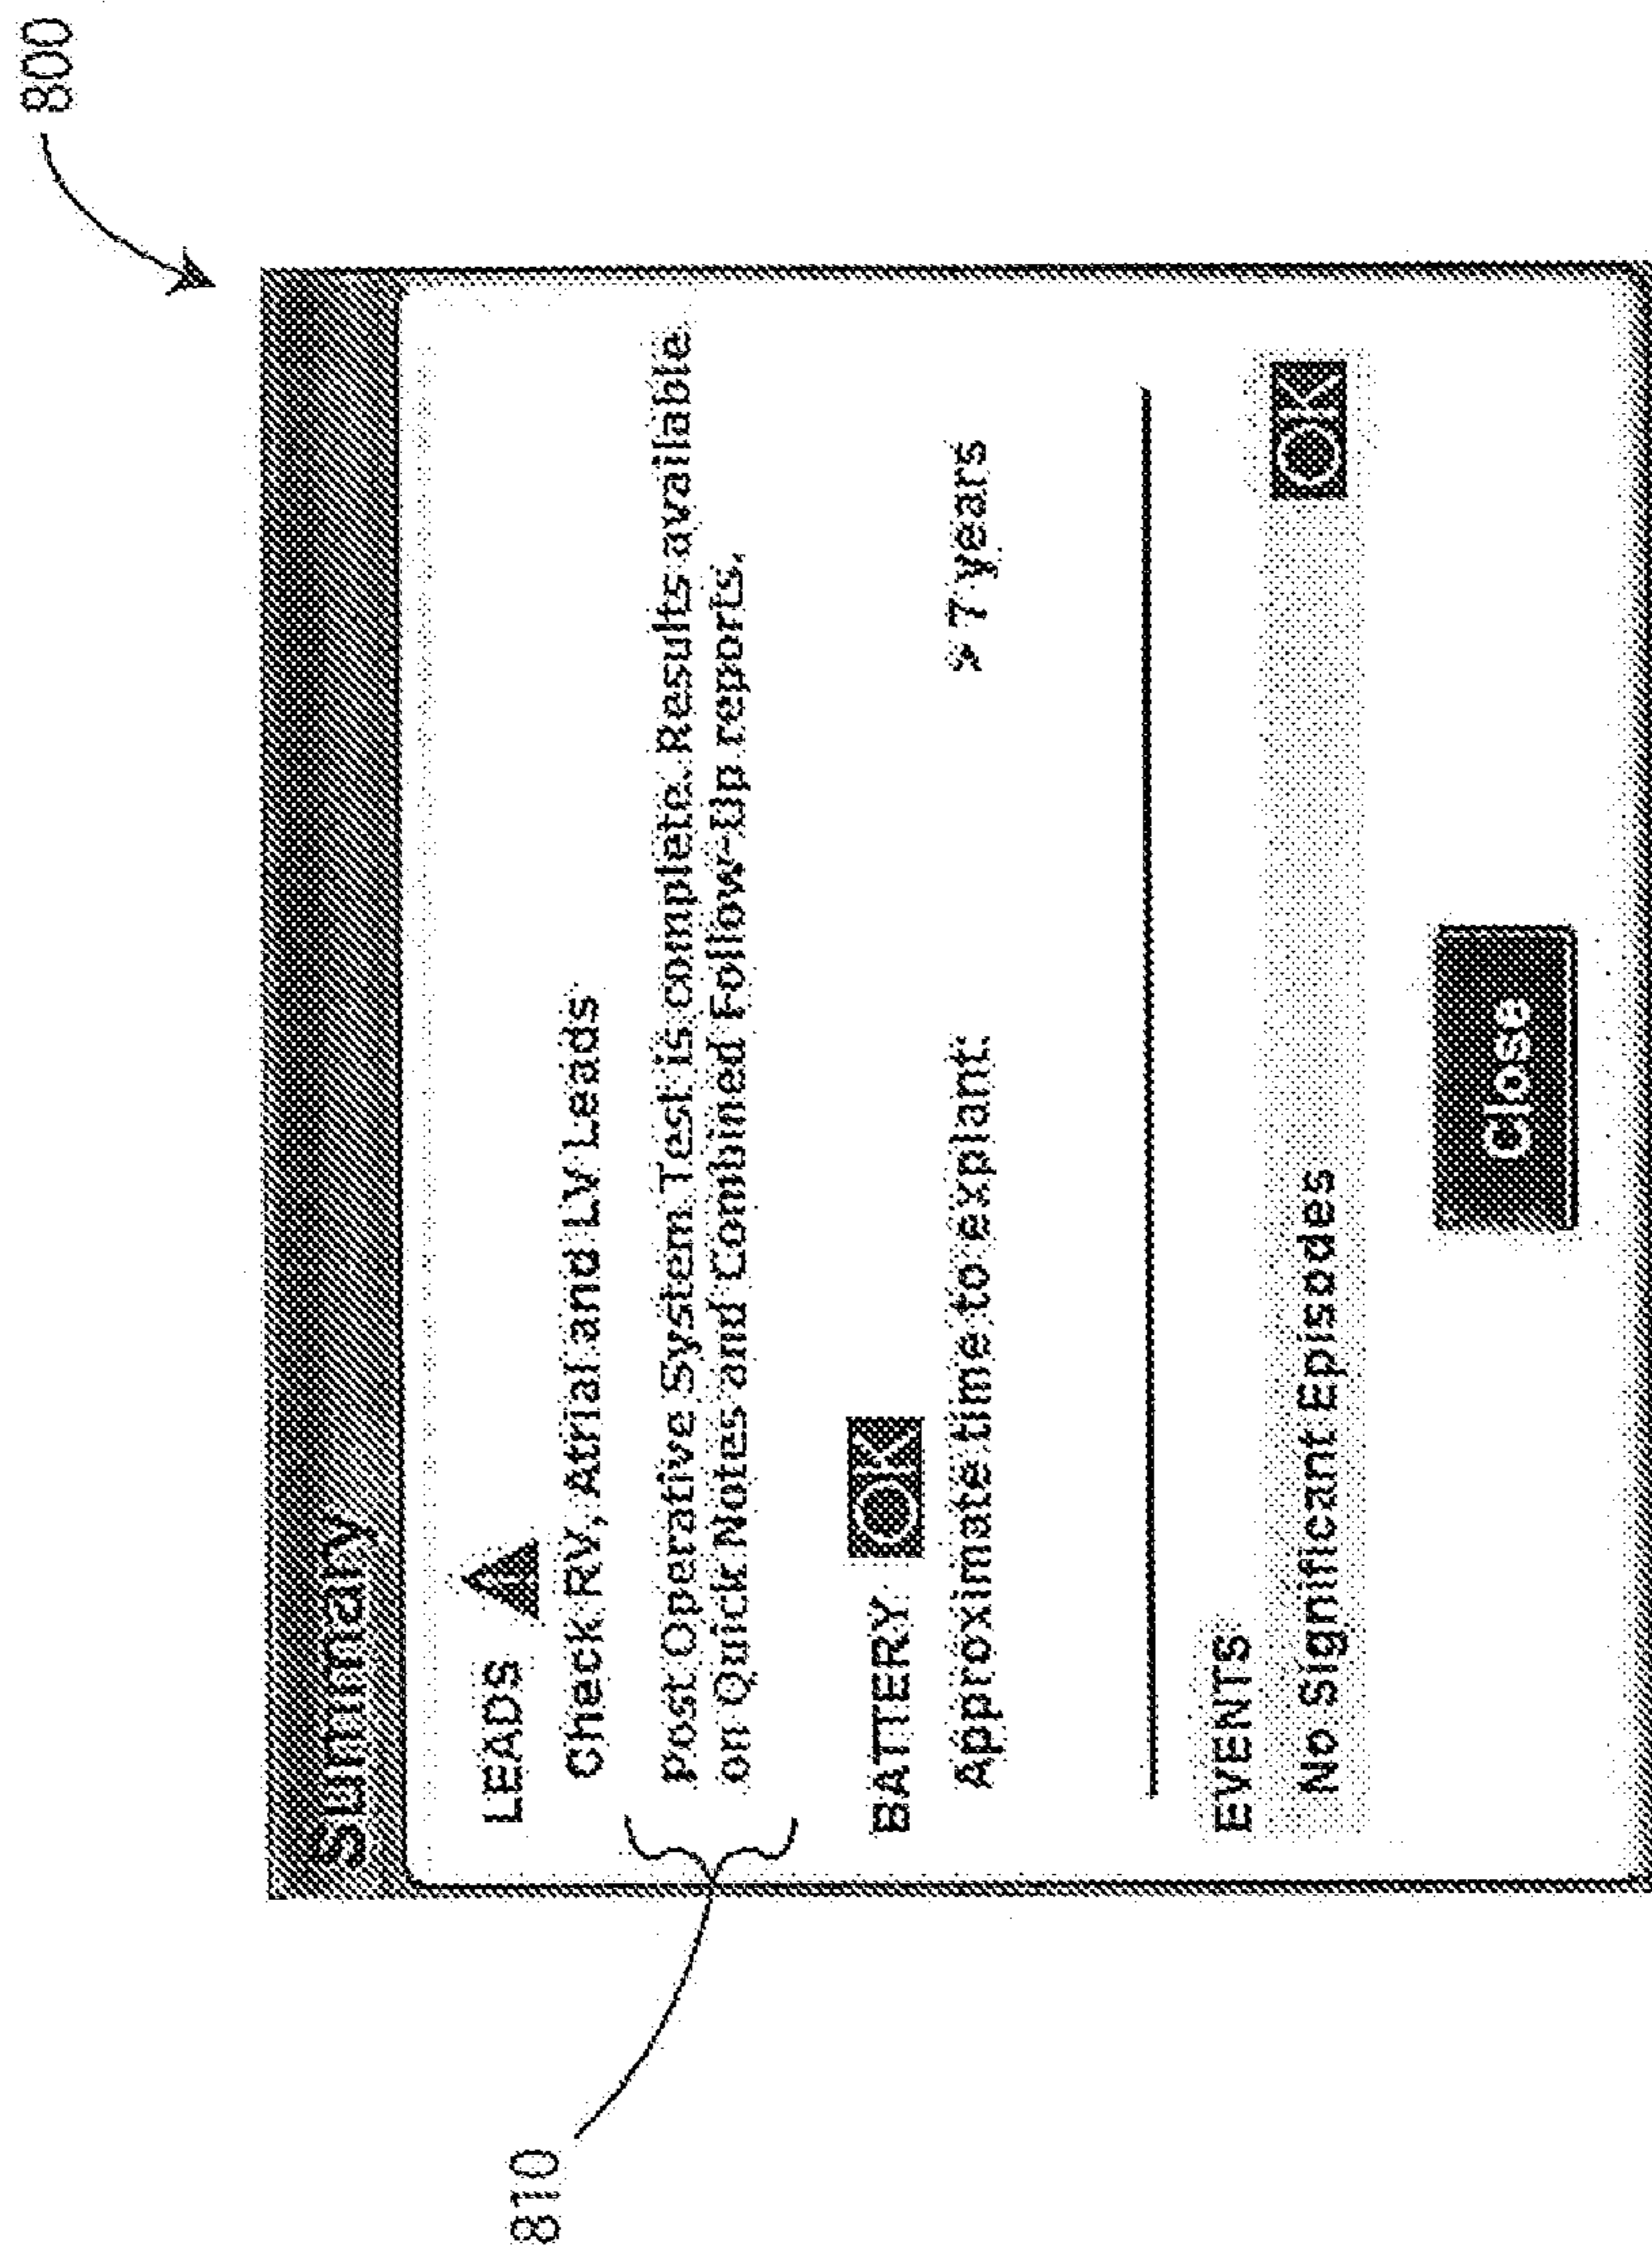 800
Summary
LEADS
Check RV, Atrial and LV Leads
810
Post Operative System Test is complete. Results available
on Quick Notes and Combined Follow-Up reports.
BATTERY OK
Approximate time to explant: > 7 years
EVENTS
No Significant Episodes OK
Close